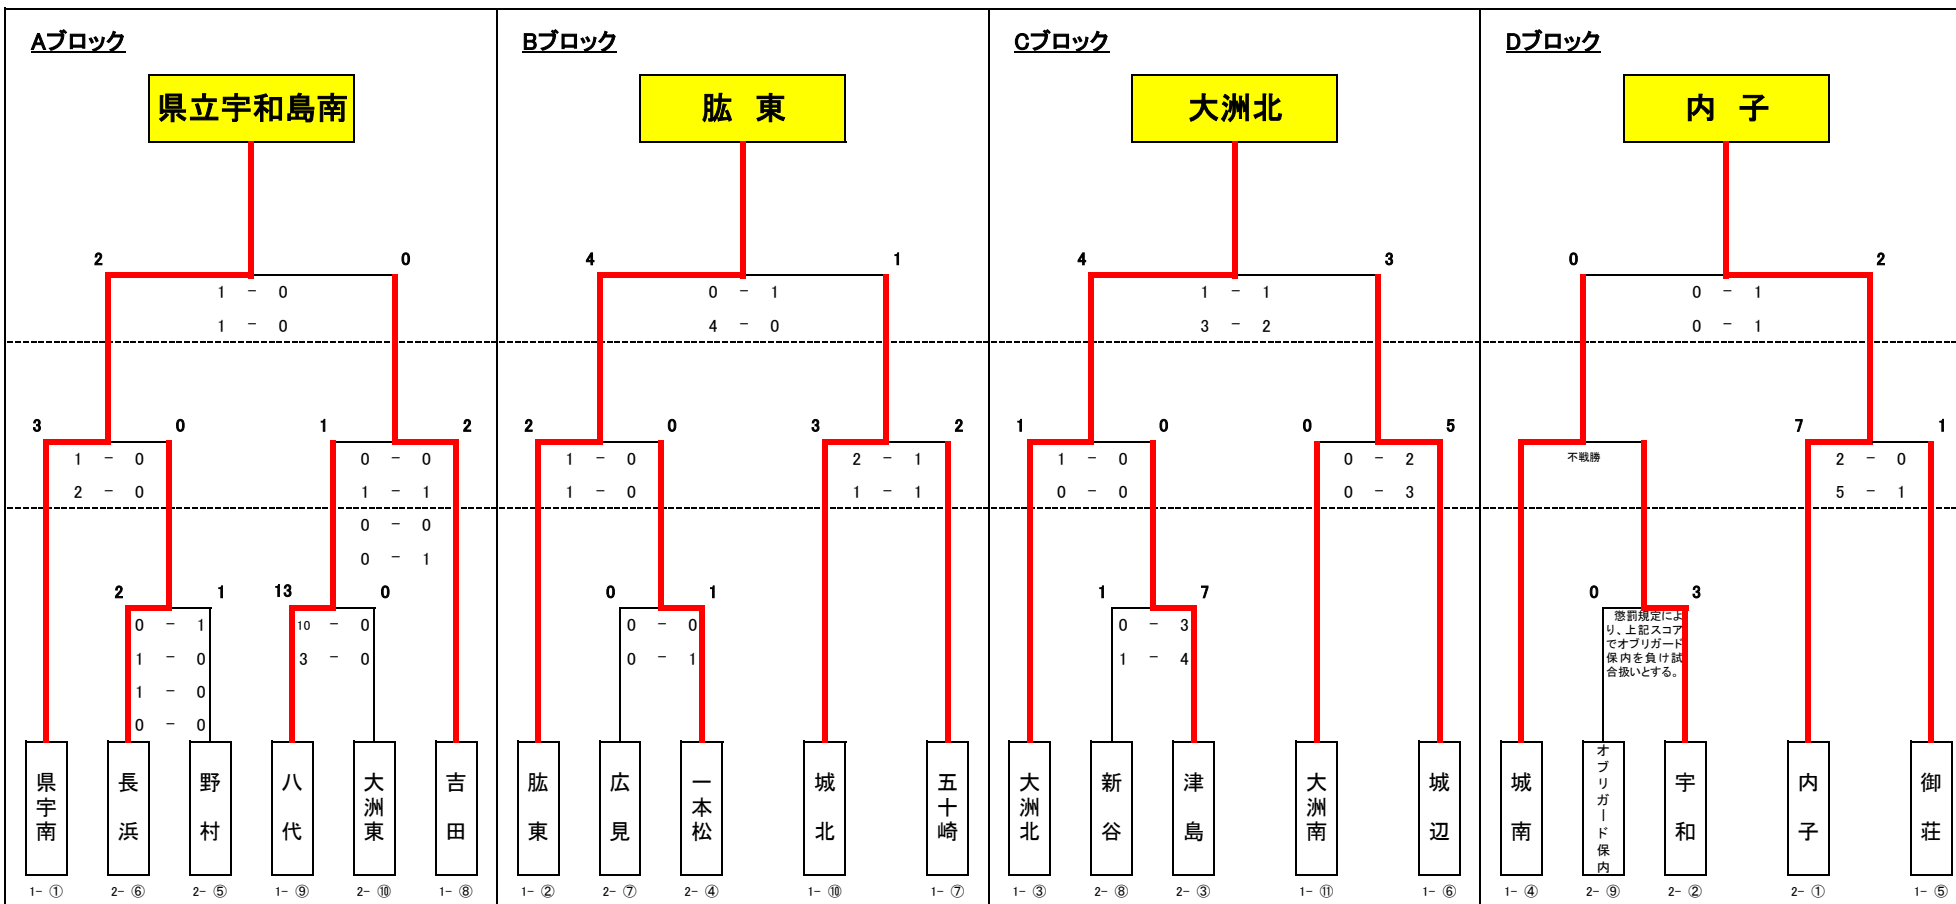 Aブロック
Bブロック
Cブロック
Dブロック
県立宇和島南
肱 東
大洲北
内 子
2 0
4 1
4 3
0 2
1 - 0
1 - 0
0 - 1
4 - 0
1 - 1
3 - 2
0 - 1
0 - 1
3 0
1 2
2 0
3 2
1 0
0 5
7 1
1 - 0
2 - 0
0 - 0
1 - 1
0 - 0
0 - 1
1 - 0
1 - 0
2 - 1
1 - 1
1 - 0
0 - 0
0 - 2
0 - 3
不戦勝
2 - 0
5 - 1
2 1
13 0
0 1
1 7
0 3
0 - 1
1 - 0
1 - 0
0 - 0
10 - 0
3 - 0
0 - 0
0 - 1
0 - 3
1 - 4
懲罰規定によ
り、上記スコア
でオブリガード
保内を負け試
合扱いとする。
県宇南
長浜
野村
八代
大洲東
吉田
肱東
広見
一本松
城北
五十崎
大洲北
新谷
津島
大洲南
城辺
城南
オブリガード保内
宇和
内子
御荘
1- ①
2- ⑥
2- ⑤
1- ⑨
2- ⑩
1- ⑧
1- ②
2- ⑦
2- ④
1- ⑩
1- ⑦
1- ③
2- ⑧
2- ③
1- ⑪
1- ⑥
1- ④
2- ⑨
2- ②
2- ①
1- ⑤